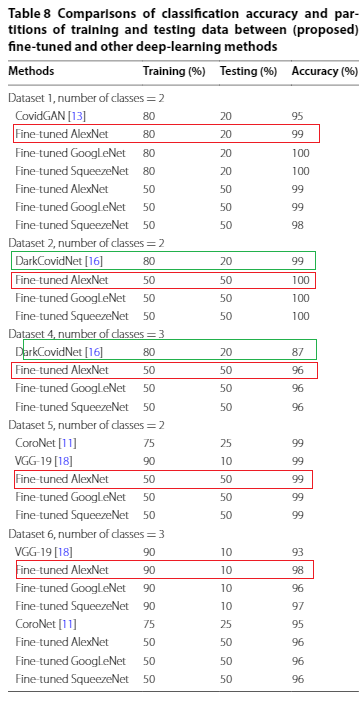 Table 8 Comparisons of classification accuracy and par-
titions of training and testing data between (proposed)
fine-tuned and other deep-learning methods
Methods Training (%) Testing (%) Accuracy (%)
Dataset 1, number of classes = 2
CovidGAN [13] 80 20 95
Fine-tuned AlexNet 80 20 99
Fine-tuned GoogLeNet 80 20 100
Fine-tuned SqueezeNet 80 20 100
Fine-tuned AlexNet 50 50 99
Fine-tuned GoogLeNet 50 50 99
Fine-tuned SqueezeNet 50 50 98
Dataset 2, number of classes = 2
DarkCovidNet [16] 80 20 99
Fine-tuned AlexNet 50 50 100
Fine-tuned GoogLeNet 50 50 100
Fine-tuned SqueezeNet 50 50 100
Dataset 4, number of classes = 3
DarkCovidNet [16] 80 20 87
Fine-tuned AlexNet 50 50 96
Fine-tuned GoogLeNet 50 50 96
Fine-tuned SqueezeNet 50 50 96
Dataset 5, number of classes = 2
CoroNet [11] 75 25 99
VGG-19 [18] 90 10 99
Fine-tuned AlexNet 50 50 99
Fine-tuned GoogLeNet 50 50 99
Fine-tuned SqueezeNet 50 50 99
Dataset 6, number of classes = 3
VGG-19 [18] 90 10 93
Fine-tuned AlexNet 90 10 98
Fine-tuned GoogLeNet 90 10 96
Fine-tuned SqueezeNet 90 10 97
CoroNet [11] 75 25 95
Fine-tuned AlexNet 50 50 96
Fine-tuned GoogLeNet 50 50 96
Fine-tuned SqueezeNet 50 50 96